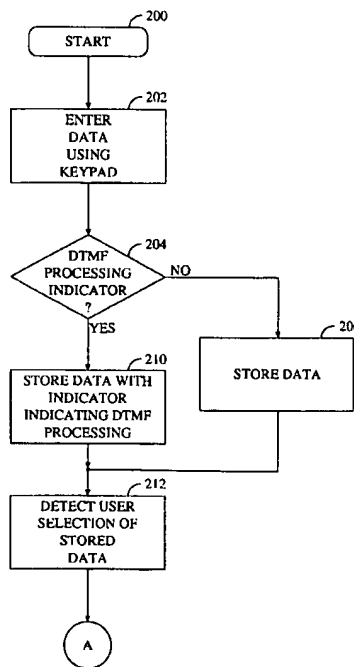 200
START
202
ENTER
DATA
USING
KEYPAD
204
DTMF
PROCESSING
INDICATOR
?
NO
YES
20
STORE DATA
210
STORE DATA WITH
INDICATOR
INDICATING DTMF
PROCESSING
212
DETECT USER
SELECTION OF
STORED
DATA
A